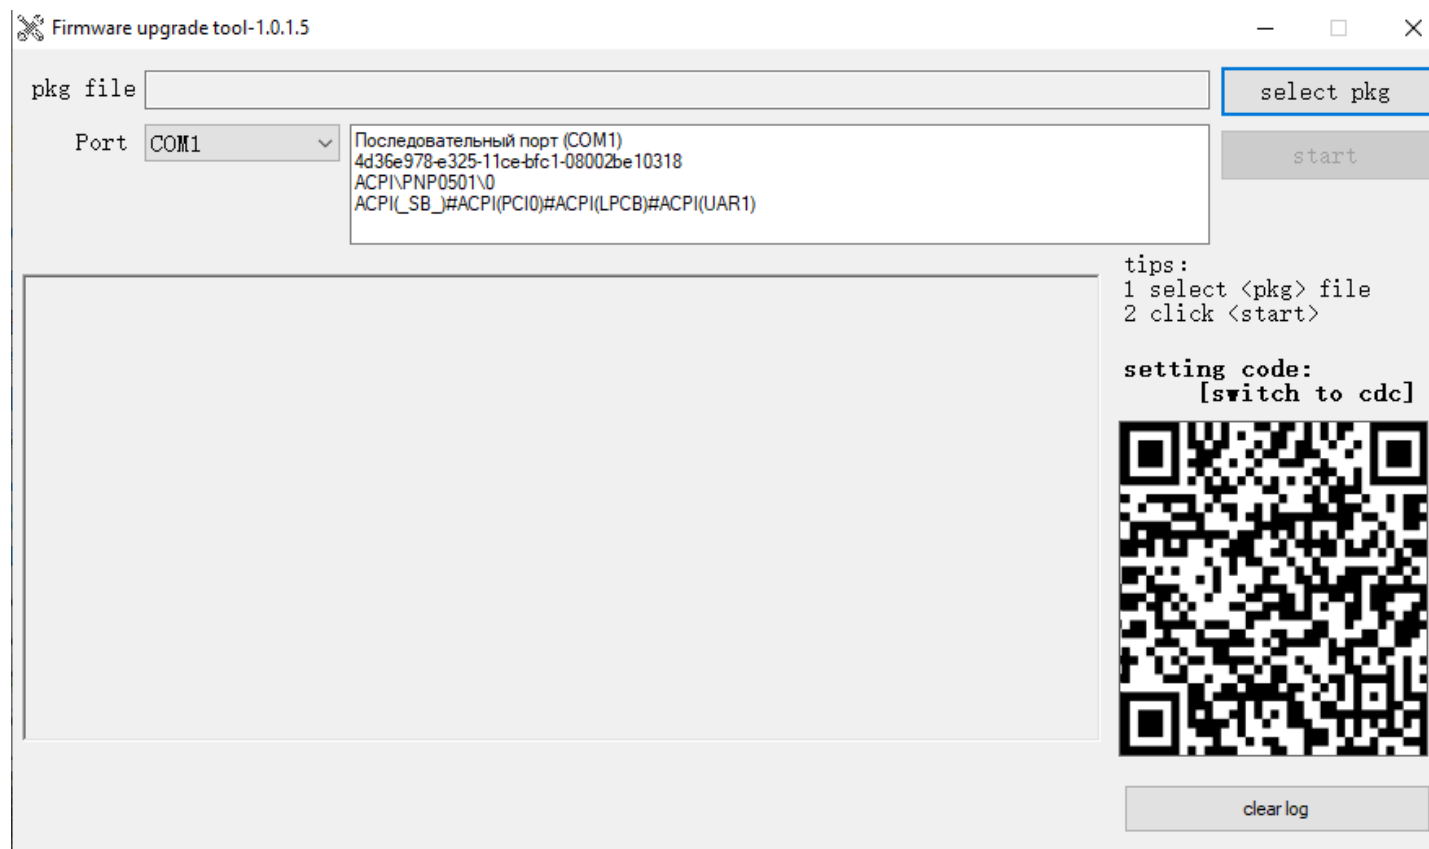 Firmware upgrade tool-1.0.1.5
pkg file
select pkg
Port
COM1
Последовательный порт (COM1)
4d36e978-e325-11ce-bfc1-08002be10318
ACPI\PNP0501\0
ACPI(_SB_)#ACPI(PCI0)#ACPI(LPCB)#ACPI(UAR1)
start
tips:
1 select <pkg> file
2 click <start>
setting code:
[switch to cdc]
clear log